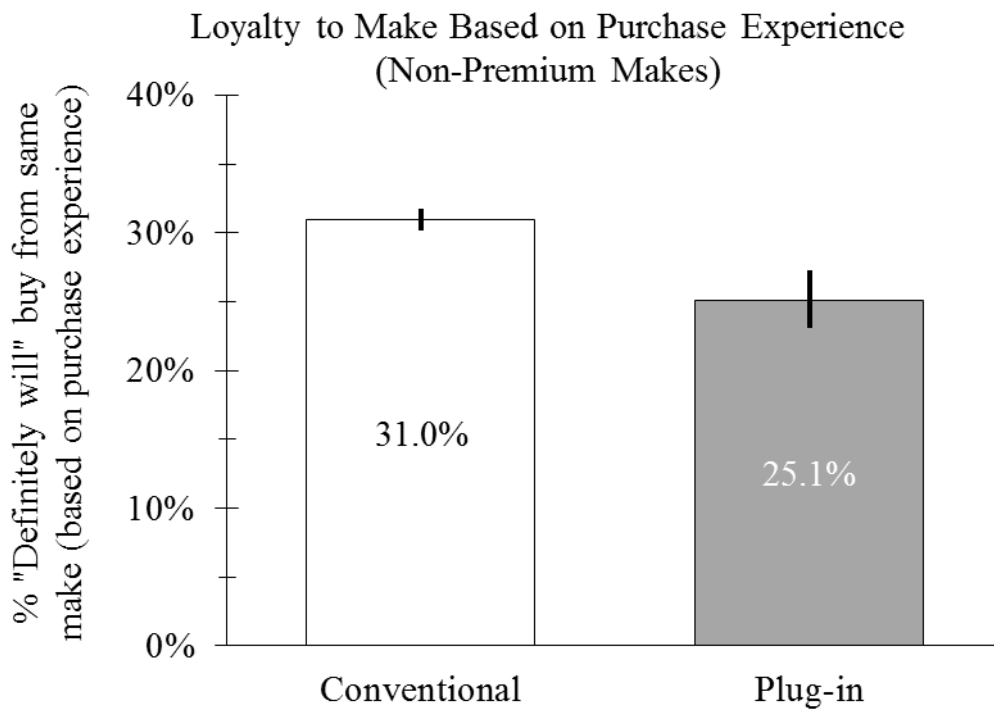 Loyalty to Make Based on Purchase Experience
(Non-Premium Makes)
% "Definitely will" buy from same
make (based on purchase experience)
40%
30%
20%
10%
0%
31.0%
25.1%
Conventional
Plug-in